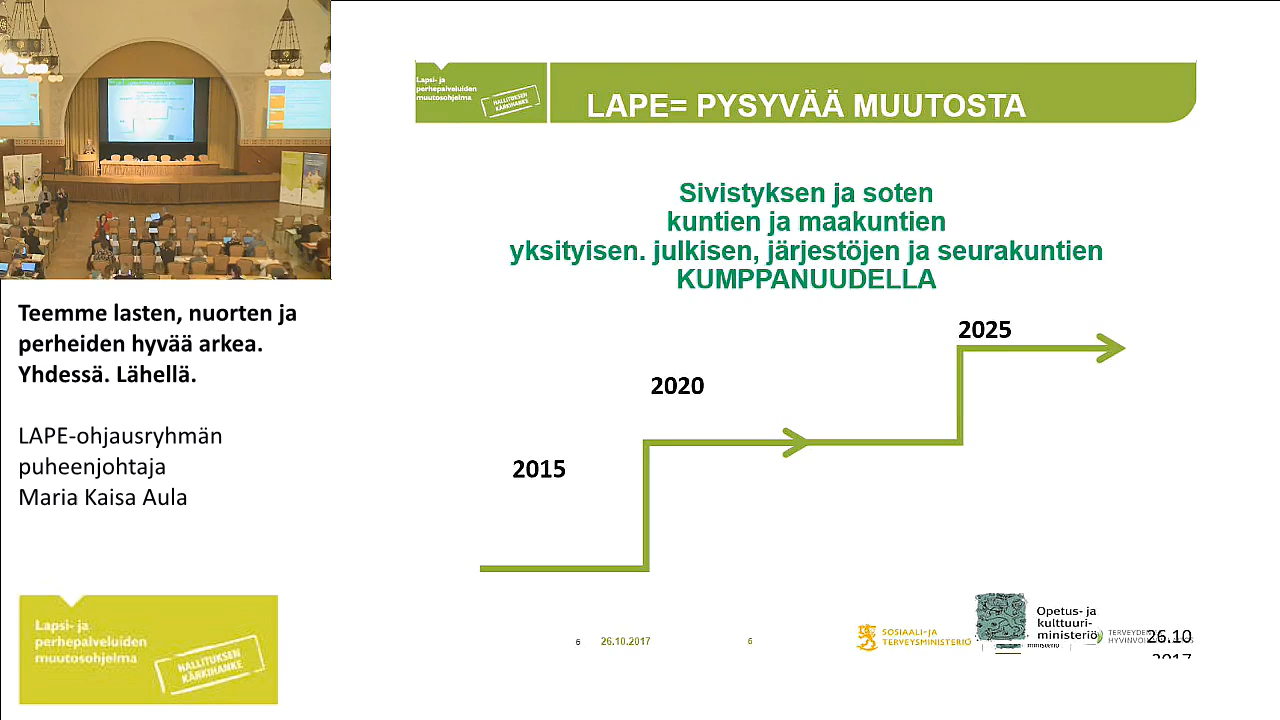 Teemme lasten, nuorten ja
perheiden hyvää arkea.
Yhdessä. Lähellä.
LAPE-ohjausryhmän
puheenjohtaja
Maria Kaisa Aula
Lapsi- ja
perhepalveluiden
muutosohjelma
HALLITUKSEN
KÄRKIHANKE
Lapsi- ja
perhepalveluiden
muutosohjelma
HALLITUKSEN
KÄRKIHANKE
LAPE= PYSYVÄÄ MUUTOSTA
Sivistyksen ja soten
kuntien ja maakuntien
yksityisen. julkisen, järjestöjen ja seurakuntien
KUMPPANUUDELLA
2025
2020
2015
6
26.10.2017
6
SOSIAALI- JA
TERVEYSMINISTERIÖ
Opetus- ja
kulttuuri-
ministeriö
ministeriö
26.10
2017